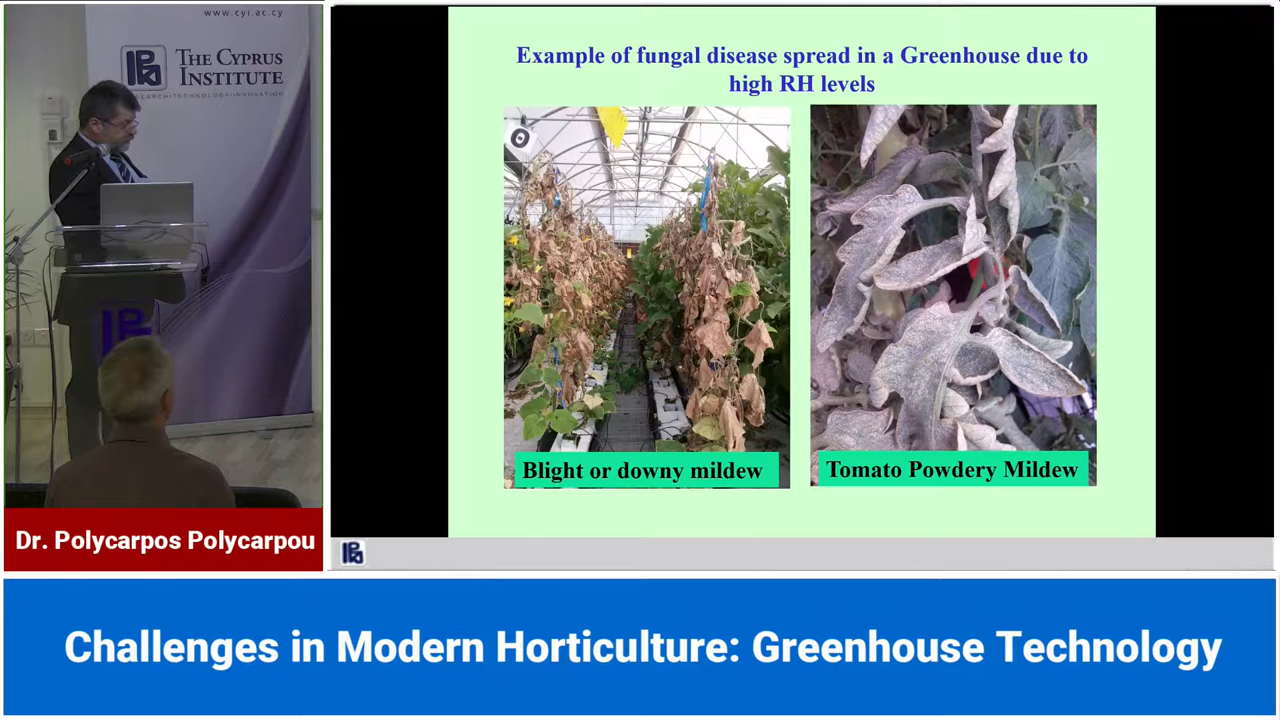 www.cyi.ac.cy
THE CYPRUS
INSTITUTE
Example of fungal disease spread in a Greenhouse due to
high RH levels
Blight or downy mildew
Tomato Powdery Mildew
Dr. Polycarpos Polycarpou
Challenges in Modern Horticulture: Greenhouse Technology